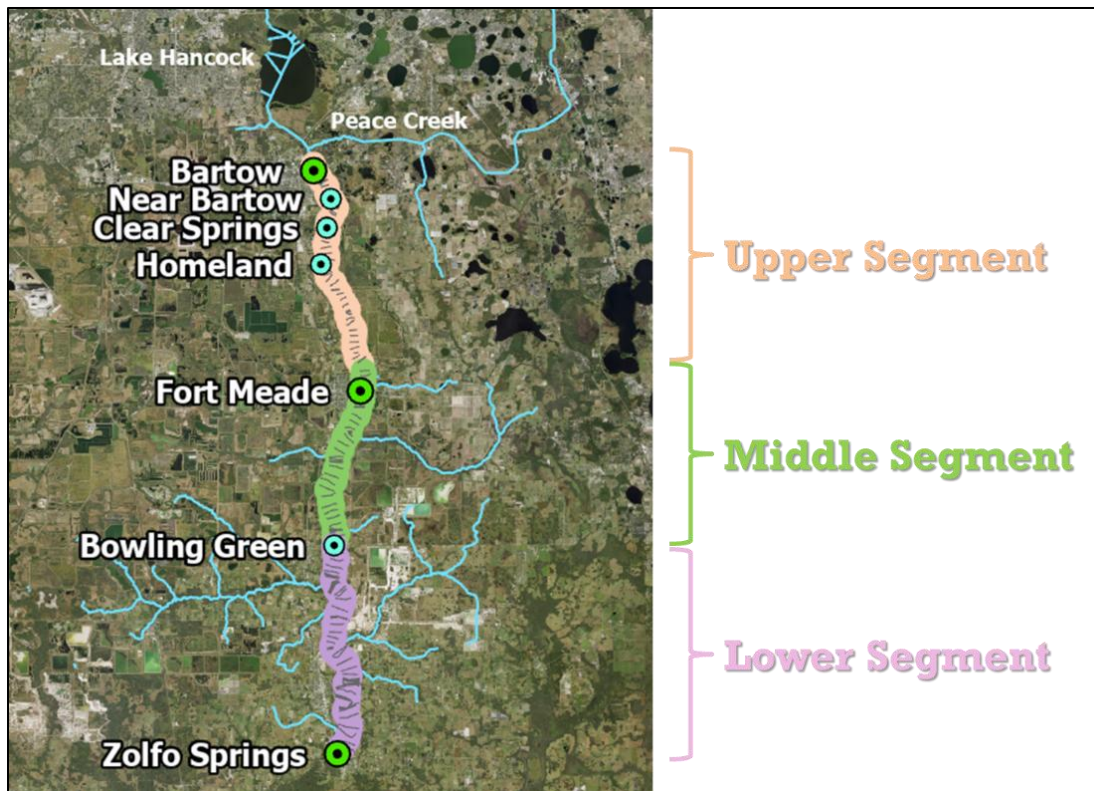 Lake Hancock
Peace Creek
Bartow
Near Bartow
Clear Springs
Homeland
Upper Segment
Fort Meade
Middle Segment
Bowling Green
Lower Segment
Zolfo Springs